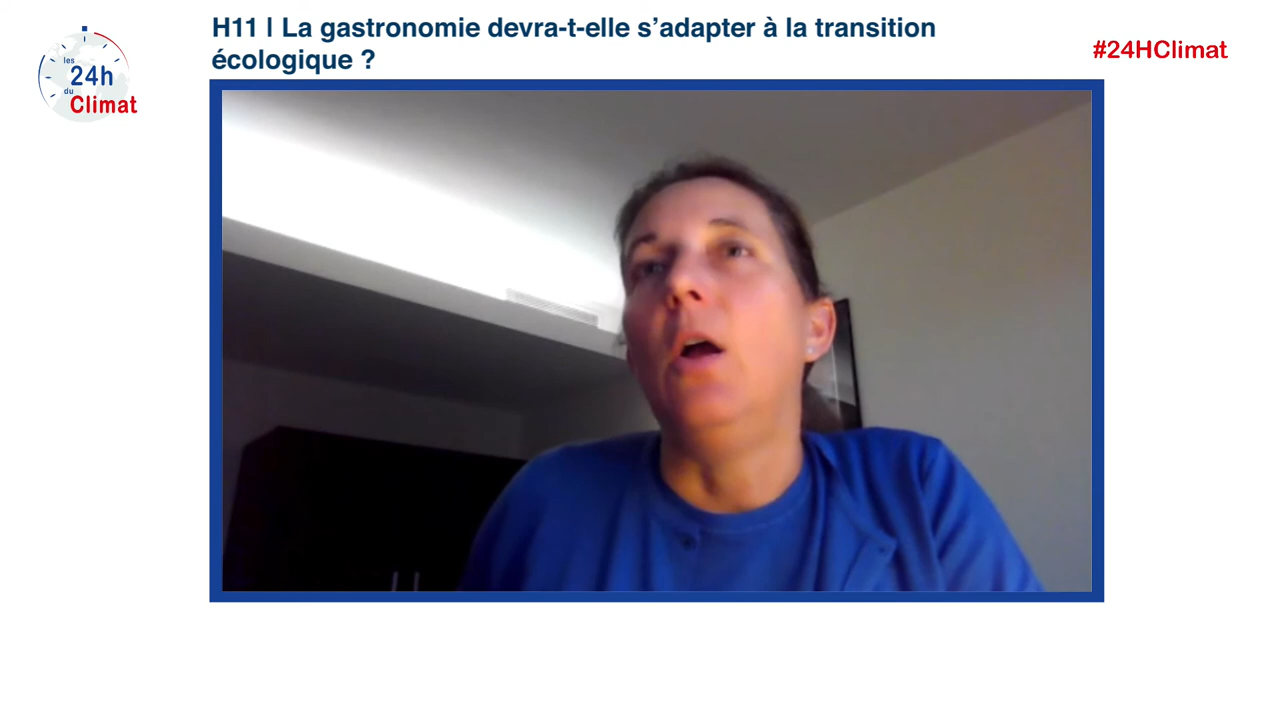 H11 | La gastronomie devra-t-elle s’adapter à la transition
écologique ?
#24HClimat
les
24h
du
Climat